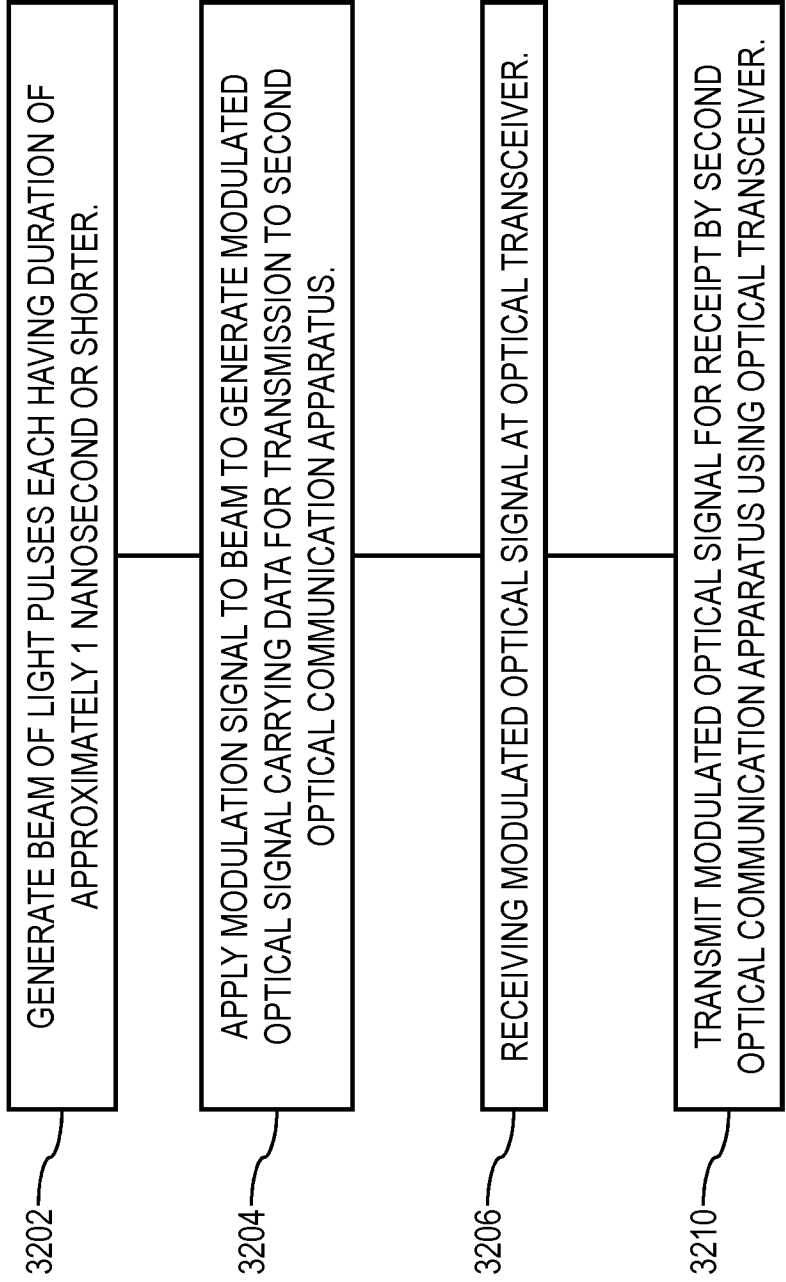 3202
GENERATE BEAM OF LIGHT PULSES EACH HAVING DURATION OF
APPROXIMATELY 1 NANOSECOND OR SHORTER.
3204
APPLY MODULATION SIGNAL TO BEAM TO GENERATE MODULATED
OPTICAL SIGNAL CARRYING DATA FOR TRANSMISSION TO SECOND
OPTICAL COMMUNICATION APPARATUS.
3206
RECEIVING MODULATED OPTICAL SIGNAL AT OPTICAL TRANSCEIVER.
3210
TRANSMIT MODULATED OPTICAL SIGNAL FOR RECEIPT BY SECOND
OPTICAL COMMUNICATION APPARATUS USING OPTICAL TRANSCEIVER.